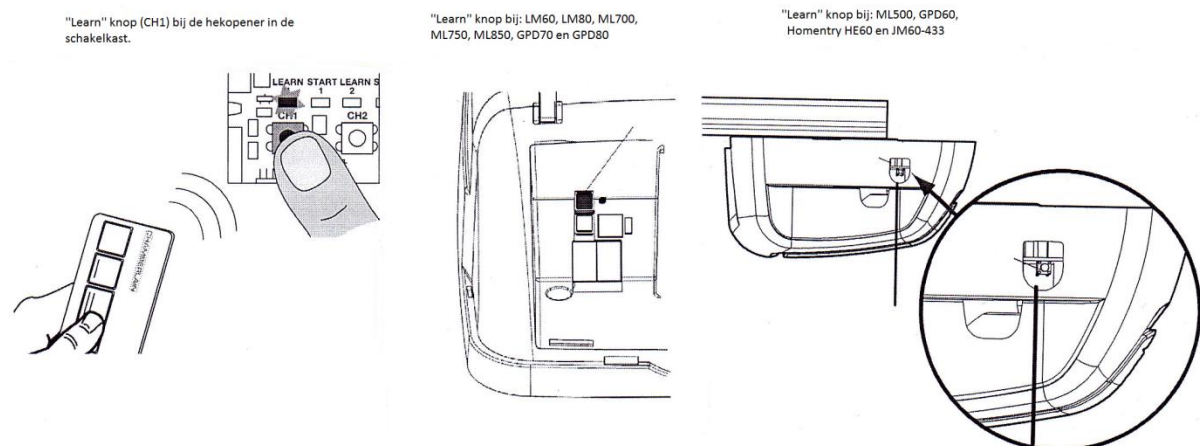 "Learn" knop (CH1) bij de hekopener in de
schakelkast.
"Learn" knop bij: LM60, LM80, ML700,
ML750, ML850, GPD70 en GPD80
"Learn" knop bij: ML500, GPD60,
Homentry HE60 en JM60-433
LEARN START LEARN S
1 1 2
CH1 CH2
CHAMBERLAIN